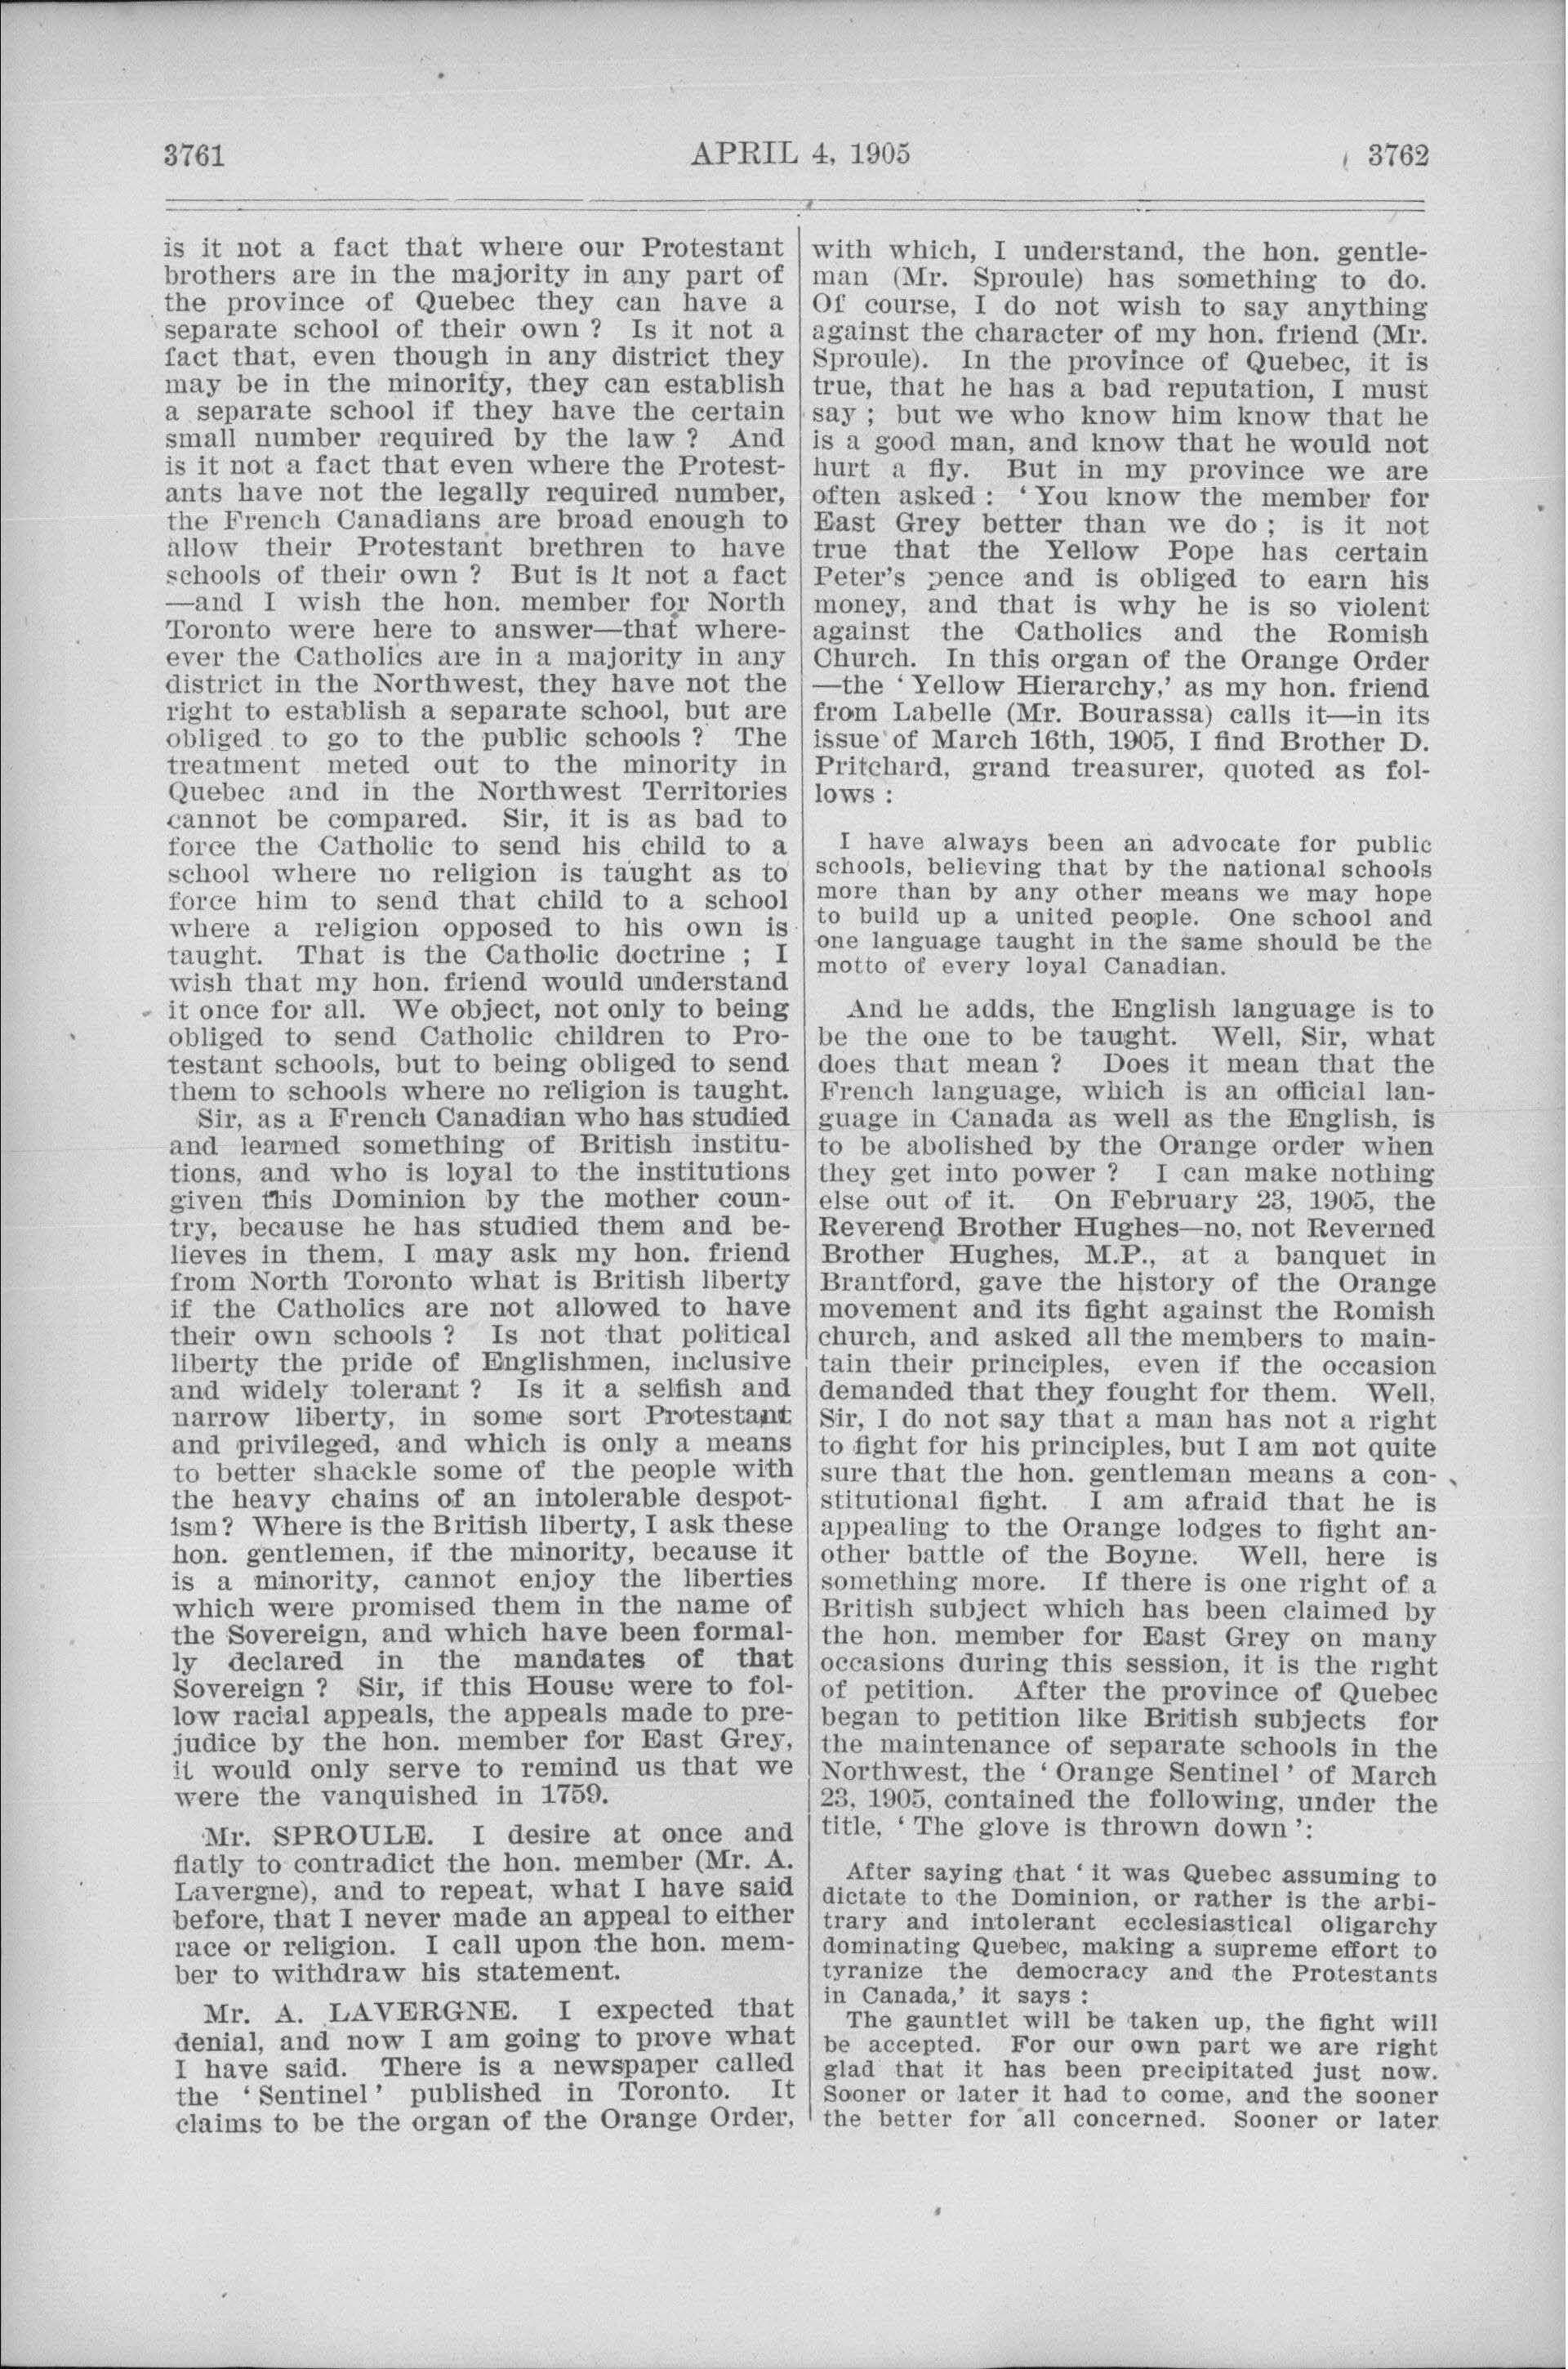 3761 APRIL 4, 1905 3762
is it not a fact that where our Protestant
brothers are in the majority in any part of
the province of Quebec they can have a
separate school of their own ? Is it not a
fact that, even though in any district they
may be in the minority, they can establish
a separate school if they have the certain
small number required by the law ? And
is it not a fact that even where the Protest-
ants have not the legally required number,
the French Canadians are broad enough to
allow their Protestant brethren to have
schools of their own ? But is it not a fact
—and I wish the hon. member for North
Toronto were here to answer—that where-
ever the Catholics are in a majority in any
district in the Northwest, they have not the
right to establish a separate school, but are
obliged to go to the public schools ? The
treatment meted out to the minority in
Quebec and in the Northwest Territories
cannot be compared. Sir, it is as bad to
force the Catholic to send his child to a
school where no religion is taught as to
force him to send that child to a school
where a religion opposed to his own is
taught. That is the Catholic doctrine ; I
wish that my hon. friend would understand
it once for all. We object, not only to being
obliged to send Catholic children to Pro-
testant schools, but to being obliged to send
them to schools where no religion is taught.
Sir, as a French Canadian who has studied
and learned something of British institu-
tions, and who is loyal to the institutions
given this Dominion by the mother coun-
try, because he has studied them and be-
lieves in them, I may ask my hon. friend
from North Toronto what is British liberty
if the Catholics are not allowed to have
their own schools ? Is not that political
liberty the pride of Englishmen, inclusive
and widely tolerant ? Is it a selfish and
narrow liberty, in some sort Protestant
and privileged, and which is only a means
to better shackle some of the people with
the heavy chains of an intolerable despot-
ism? Where is the British liberty, I ask these
hon. gentlemen, if the minority, because it
is a minority, cannot enjoy the liberties
which were promised them in the name of
the Sovereign, and which have been formal-
ly declared in the mandates of that
Sovereign ? Sir, if this House were to fol-
low racial appeals, the appeals made to pre-
judice by the hon. member for East Grey,
it would only serve to remind us that we
were the vanquished in 1759.
Mr. SPROULE. I desire at once and
flatly to contradict the hon. member (Mr. A.
Lavergne), and to repeat, what I have said
before, that I never made an appeal to either
race or religion. I call upon the hon. mem-
ber to withdraw his statement.
Mr. A. LAVERGNE. I expected that
denial, and now I am going to prove what
I have said. There is a newspaper called
the ‘ Sentinel ’ published in Toronto. It
claims to be the organ of the Orange Order,
with which, I understand, the hon. gentle-
man (Mr. Sproule) has something to do.
Of course, I do not wish to say anything
against the character of my hon. friend (Mr.
Sproule). In the province of Quebec, it is
true, that he has a bad reputation, I must
say ; but we who know him know that he
is a good man, and know that he would not
hurt a fly. But in my province we are
often asked : ‘ You know the member for
East Grey better than we do ; is it not
true that the Yellow Pope has certain
Peter's pence and is obliged to earn his
money, and that is why he is so violent
against the Catholics and the Romish
Church. In this organ of the Orange Order
—the ‘ Yellow Hierarchy,’ as my hon. friend
from Labelle (Mr. Bourassa) calls it—in its
issue of March 16th, 1905, I find Brother D.
Pritchard, grand treasurer, quoted as fol-
lows :
I have always been an advocate for public
schools, believing that by the national schools
more than by any other means we may hope
to build up a united people. One school and
one language taught in the same should be the
motto of every loyal Canadian.
And he adds, the English language is to
be the one to be taught. Well, Sir, what
does that mean ? Does it mean that the
French language, which is an official lan-
guage in Canada as well as the English, is
to be abolished by the Orange order when
they get into power ? I can make nothing
else out of it. On February 23, 1905, the
Reverend Brother Hughes—no, not Reverned
Brother Hughes, M.P., at a banquet in
Brantford, gave the history of the Orange
movement and its fight against the Romish
church, and asked all the members to main-
tain their principles, even if the occasion
demanded that they fought for them. Well,
Sir, I do not say that a man has not a right
to fight for his principles, but I am not quite
sure that the hon. gentleman means a con-
stitutional fight. I am afraid that he is
appealing to the Orange lodges to fight an-
other battle of the Boyne. Well, here is
something more. If there is one right of a
British subject which has been claimed by
the hon. member for East Grey on many
occasions during this session, it is the right
of petition. After the province of Quebec
began to petition like British subjects for
the maintenance of separate schools in the
Northwest, the ‘ Orange Sentinel ’ of March
23, 1905, contained the following, under the
title, ‘ The glove is thrown down ’:
After saying that ‘ it was Quebec assuming to
dictate to the Dominion, or rather is the arbi-
trary and intolerant ecclesiastical oligarchy
dominating Quebec, making a supreme effort to
tyranize the democracy and the Protestants
in Canada,’ it says :
The gauntlet will be taken up, the fight will
be accepted. For our own part we are right
glad that it has been precipitated just now.
Sooner or later it had to come, and the sooner
the better for all concerned. Sooner or later